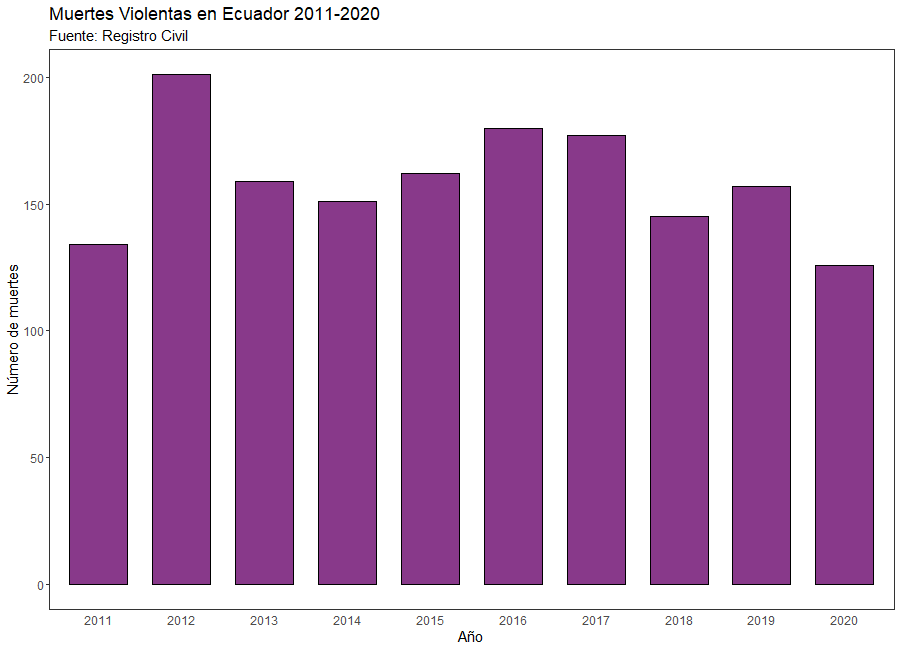 Muertes Violentas en Ecuador 2011-2020
Fuente: Registro Civil
Número de muertes
200
150
100
50
0
2011 2012 2013 2014 2015 2016 2017 2018 2019 2020
Año